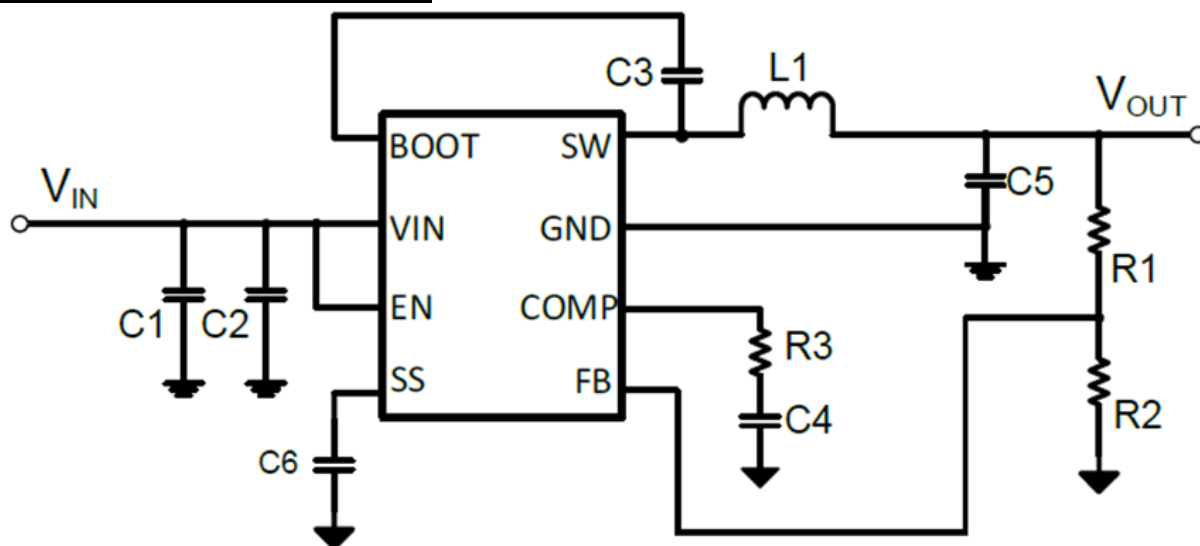 C3
L1
VOUT
BOOT
SW
VIN
C5
VIN
GND
R1
C1
C2
EN
COMP
R3
SS
FB
C4
R2
C6